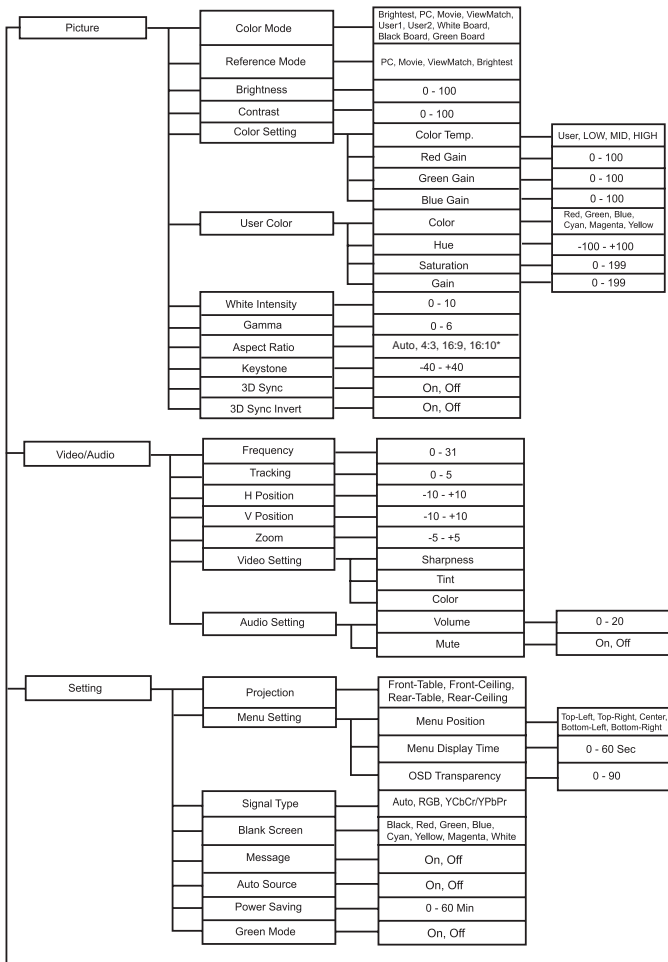 Picture
Color Mode
Brightest, PC, Movie, ViewMatch,
User1, User2, White Board,
Black Board, Green Board
Reference Mode
PC, Movie, ViewMatch, Brightest
Brightness
0 - 100
Contrast
0 - 100
Color Setting
Color Temp.
User, LOW, MID, HIGH
Red Gain
0 - 100
Green Gain
0 - 100
Blue Gain
0 - 100
User Color
Color
Red, Green, Blue,
Cyan, Magenta, Yellow
Hue
-100 - +100
Saturation
0 - 199
Gain
0 - 199
White Intensity
0 - 10
Gamma
0 - 6
Aspect Ratio
Auto, 4:3, 16:9, 16:10*
Keystone
-40 - +40
3D Sync
On, Off
3D Sync Invert
On, Off
Video/Audio
Frequency
0 - 31
Tracking
0 - 5
H Position
-10 - +10
V Position
-10 - +10
Zoom
-5 - +5
Video Setting
Sharpness
Tint
Color
Audio Setting
Volume
0 - 20
Mute
On, Off
Setting
Projection
Front-Table, Front-Ceiling,
Rear-Table, Rear-Ceiling
Menu Setting
Menu Position
Top-Left, Top-Right, Center,
Bottom-Left, Bottom-Right
Menu Display Time
0 - 60 Sec
OSD Transparency
0 - 90
Signal Type
Auto, RGB, YCbCr/YPbPr
Blank Screen
Black, Red, Green, Blue,
Cyan, Yellow, Magenta, White
Message
On, Off
Auto Source
On, Off
Power Saving
0 - 60 Min
Green Mode
On, Off